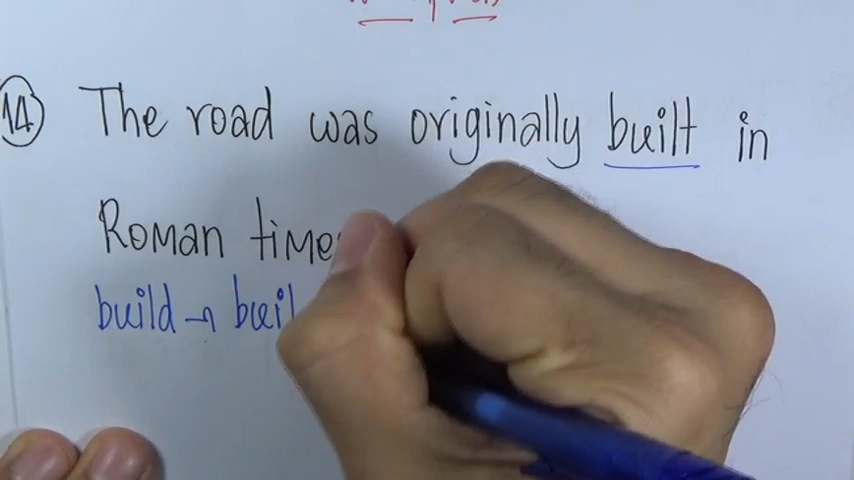 14 The road was originally built in
Roman time
build → buil